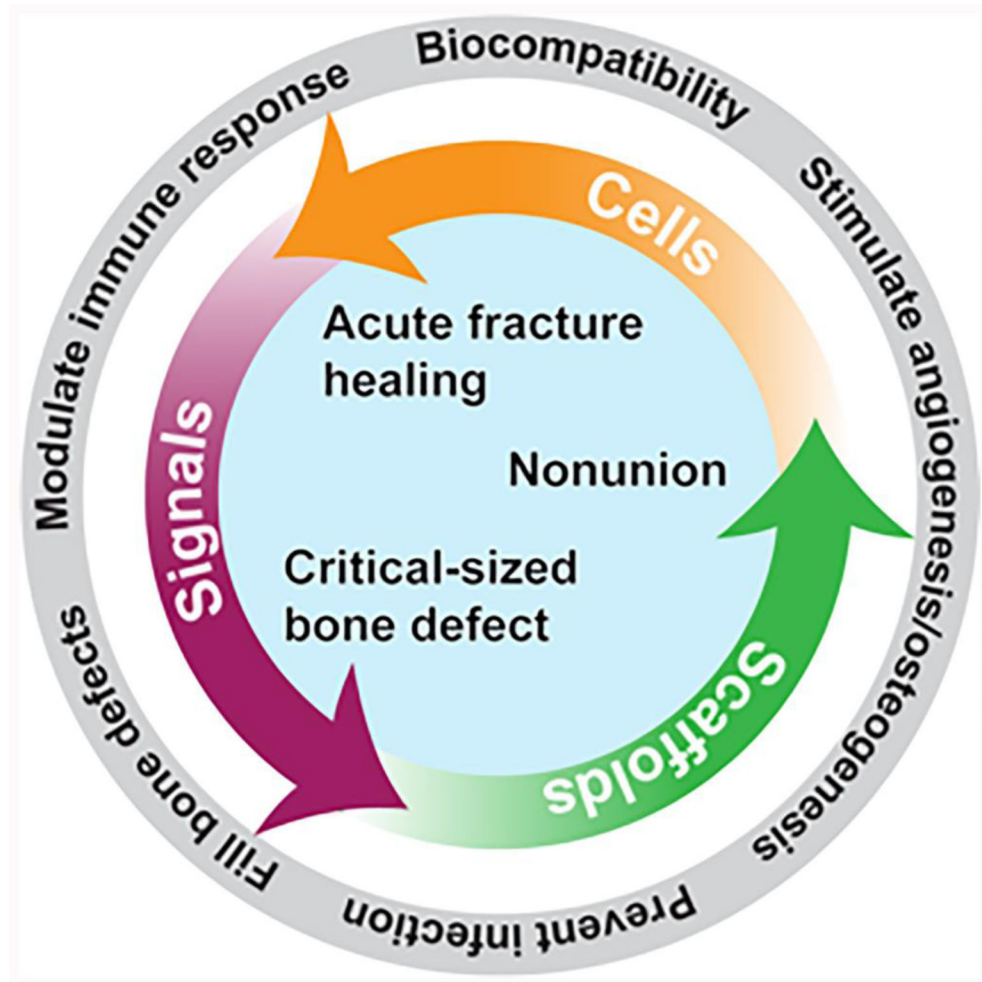 Biocompatibility
Stimulate angiogenesis/osteogenesis
Prevent infection
Fill bone defects
Modulate immune response
Cells
Scaffolds
Signals
Acute fracture
healing
Nonunion
Critical-sized
bone defect